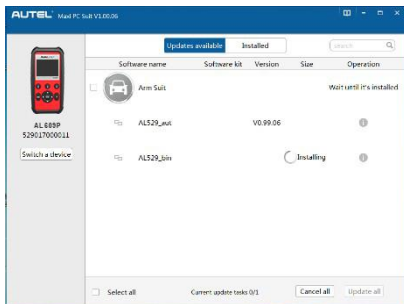 AUTEL Maxi PC Suit V1.00.06
Updates available Installed
search
Software name Software kit Version Size Operation
Arm Suit Wait until it's installed
AL529_aut V0.99.06
AL529_bin Installing
AL609P
529017000011
Switch a device
Select all Current update tasks 0/1 Cancel all Update all